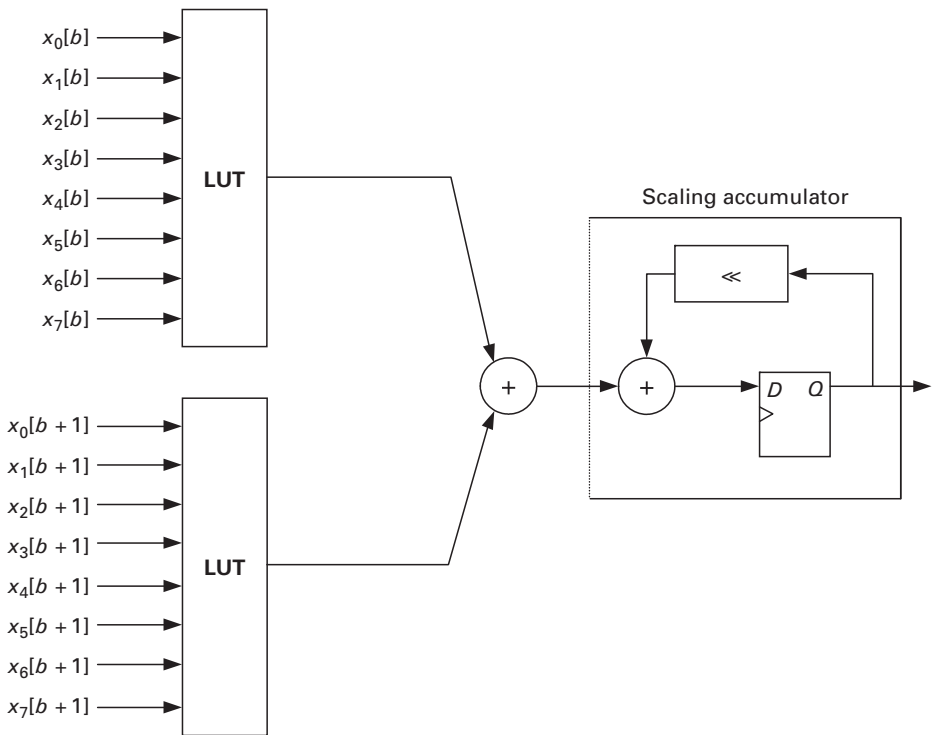 x₀[b]
x₁[b]
x₂[b]
x₃[b]
x₄[b]
x₅[b]
x₆[b]
x₇[b]
LUT
x₀[b + 1]
x₁[b + 1]
x₂[b + 1]
x₃[b + 1]
x₄[b + 1]
x₅[b + 1]
x₆[b + 1]
x₇[b + 1]
LUT
+
Scaling accumulator
≪
+
D Q